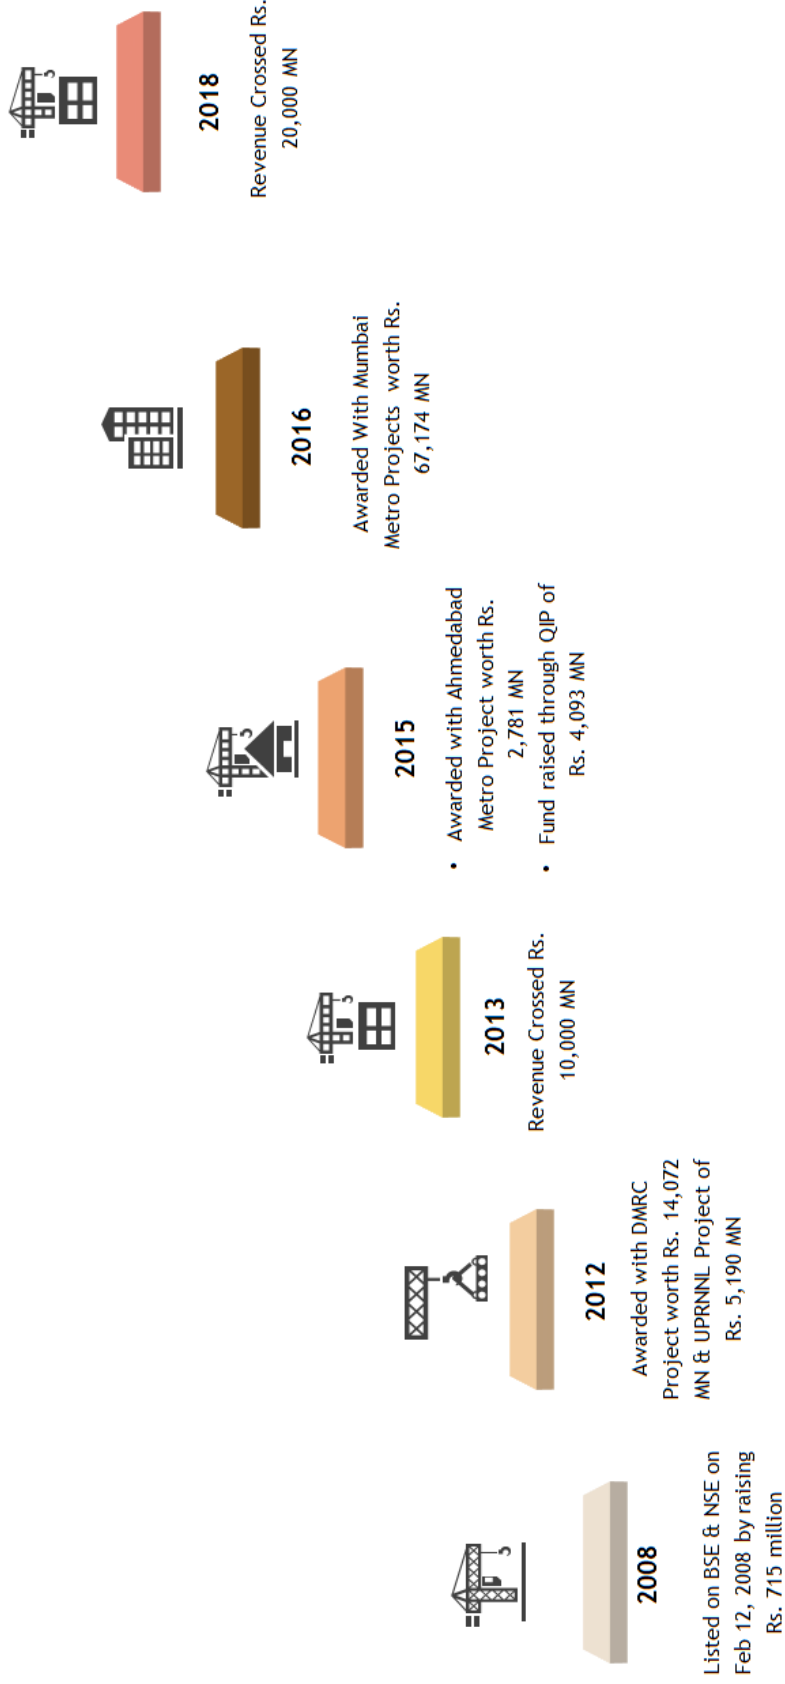 2008
Listed on BSE & NSE on
Feb 12, 2008 by raising
Rs. 715 million
2012
Awarded with DMRC
Project worth Rs. 14,072
MN & UPRNNL Project of
Rs. 5,190 MN
2013
Revenue Crossed Rs.
10,000 MN
2015
• Awarded with Ahmedabad
Metro Project worth Rs.
2,781 MN
• Fund raised through QIP of
Rs. 4,093 MN
2016
Awarded With Mumbai
Metro Projects worth Rs.
67,174 MN
2018
Revenue Crossed Rs.
20,000 MN